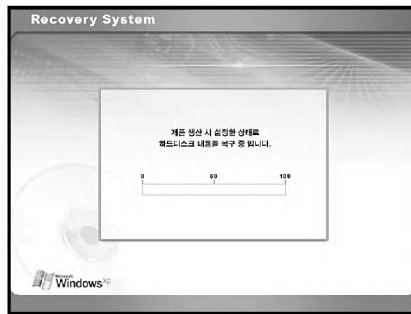 Recovery System
제품 생산 시 설정한 상태로
하드디스크 내용을 복구 중 입니다.
0 50 100
Microsoft
Windows xp